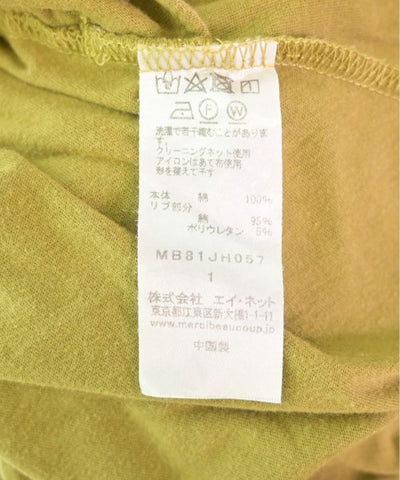 洗濯で若干縮むことがありま
す。
クリーニングネット使用
アイロンはあて布使用
形を整えて干す
本体 綿 100%
リブ部分
綿 95%
ポリウレタン 5%
MB81JH057
1
株式会社 エイ・ネット
東京都江東区新大橋1-1-11
www.mercibeaucoup.jp
中国製